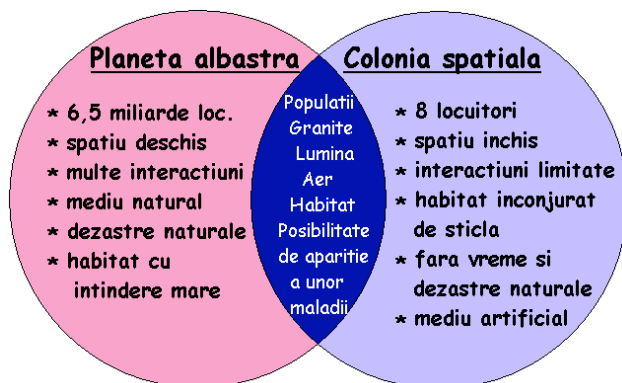 Planeta albastra
* 6,5 miliarde loc.
* spatiu deschis
* multe interactiuni
* mediu natural
* dezastre naturale
* habitat cu
intindere mare
Populatii
Granite
Lumina
Aer
Habitat
Posibilitate
de aparitie
a unor
maladii
Colonia spatiala
* 8 locuitori
* spatiu inchis
* interactiuni limitate
* habitat inconjurat
de sticla
* fara vreme si
dezastre naturale
* mediu artificial